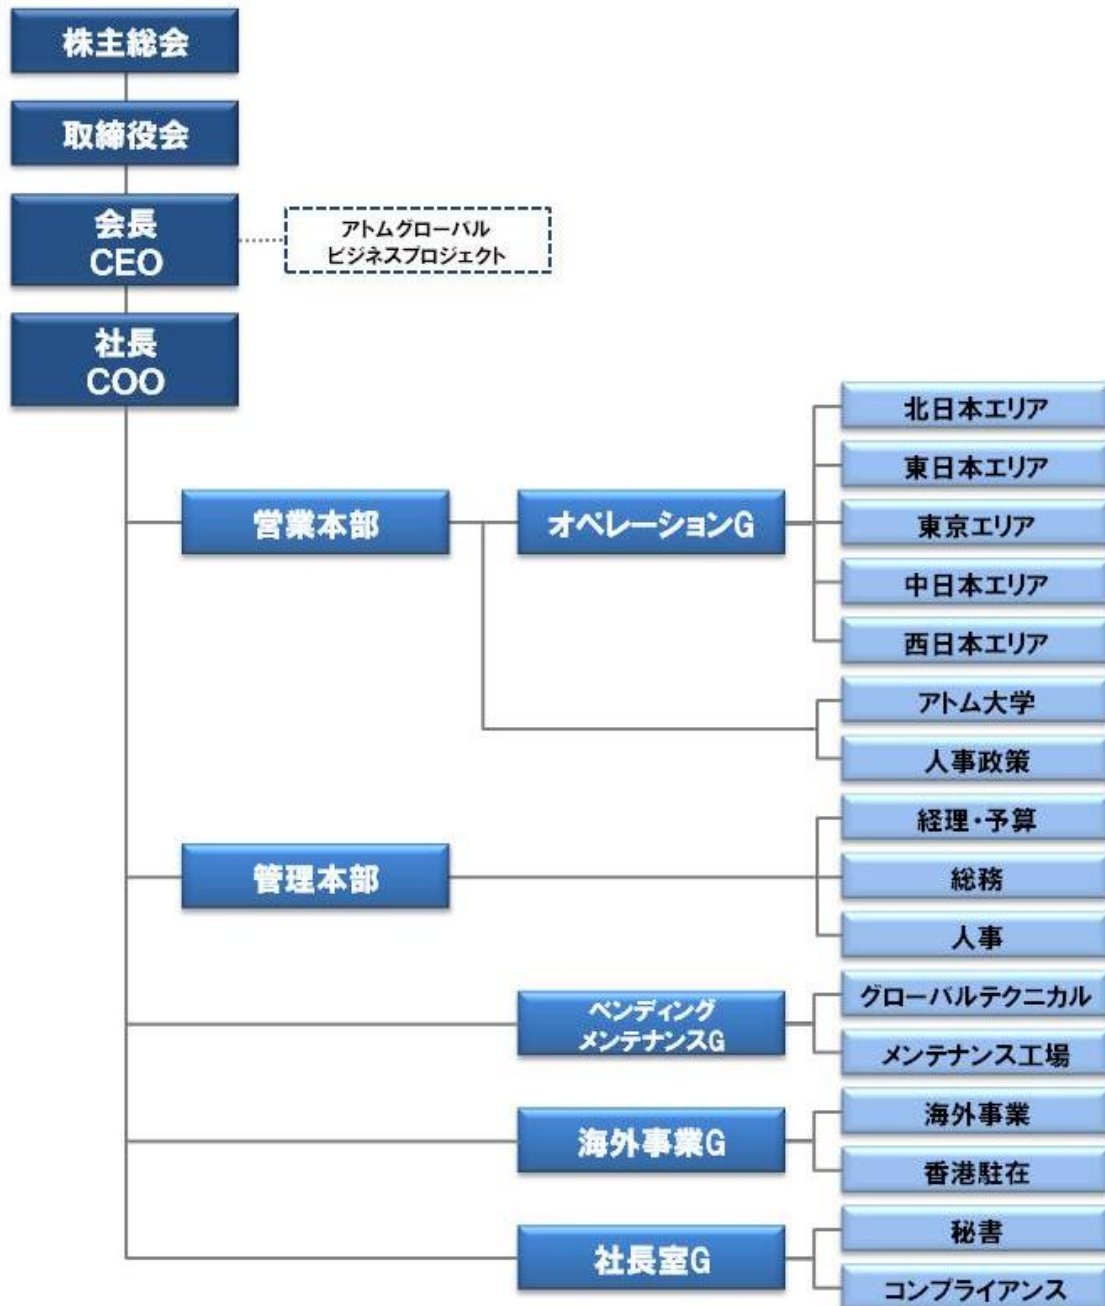 株主総会
取締役会
会長
CEO
アトムグローバル
ビジネスプロジェクト
社長
COO
営業本部
オペレーションG
北日本エリア
東日本エリア
東京エリア
中日本エリア
西日本エリア
アトム大学
人事政策
管理本部
経理・予算
総務
人事
ベンディング
メンテナンスG
グローバルテクニカル
メンテナンス工場
海外事業G
海外事業
香港駐在
社長室G
秘書
コンプライアンス